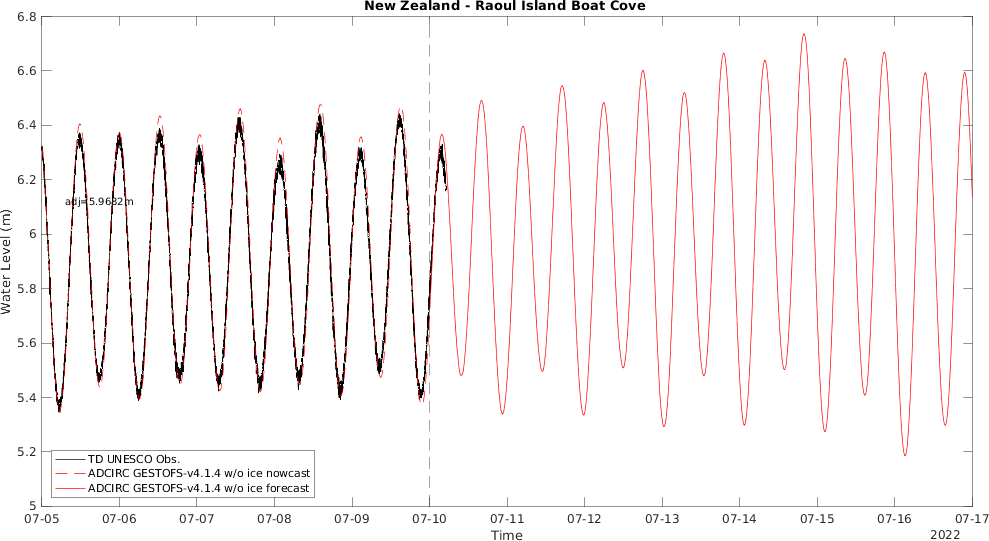 New Zealand - Raoul Island Boat Cove
6.8
6.6
6.4
6.2
6
5.8
5.6
5.4
5.2
5
Water Level (m)
adj=5.9682m
TD UNESCO Obs.
ADCIRC GESTOFS-v4.1.4 w/o ice nowcast
ADCIRC GESTOFS-v4.1.4 w/o ice forecast
07-05 07-06 07-07 07-08 07-09 07-10 07-11 07-12 07-13 07-14 07-15 07-16 07-17
Time
2022